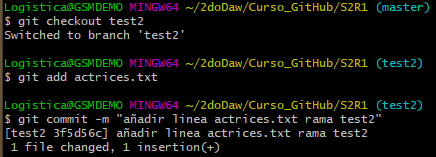 Logistica@GSMDEMO MINGW64 ~/2doDaw/Curso_GitHub/S2R1 (master)
$ git checkout test2
Switched to branch 'test2'
Logistica@GSMDEMO MINGW64 ~/2doDaw/Curso_GitHub/S2R1 (test2)
$ git add actrices.txt
Logistica@GSMDEMO MINGW64 ~/2doDaw/Curso_GitHub/S2R1 (test2)
$ git commit -m "añadir linea actrices.txt rama test2"
[test2 3f5d56c] añadir linea actrices.txt rama test2
1 file changed, 1 insertion(+)